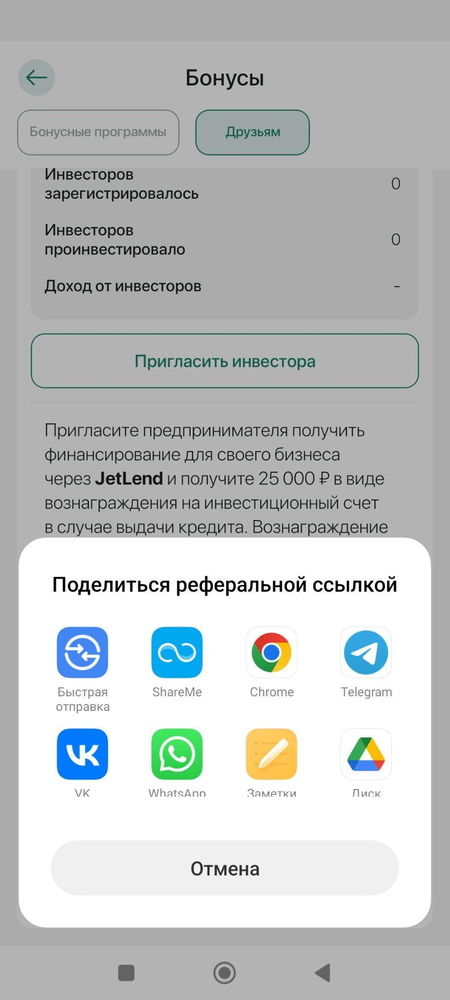 Бонусы
Бонусные программы
Друзьям
Инвесторов
зарегистрировалось
0
Инвесторов
проинвестировало
0
Доход от инвесторов
-
Пригласить инвестора
Пригласите предпринимателя получить
финансирование для своего бизнеса
через JetLend и получите 25 000 ₽ в виде
вознаграждения на инвестиционный счет
в случае выдачи кредита. Вознаграждение
Поделиться реферальной ссылкой
Быстрая
отправка
ShareMe
Chrome
Telegram
VK
WhatsApp
Заметки
Диск
Отмена